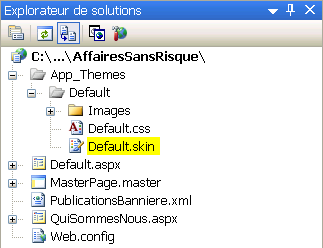 Explorateur de solutions
C:\...\AffairesSansRisque\
App_Themes
Default
Images
Default.css
Default.skin
Default.aspx
MasterPage.master
PublicationsBanniere.xml
QuiSommesNous.aspx
Web.config